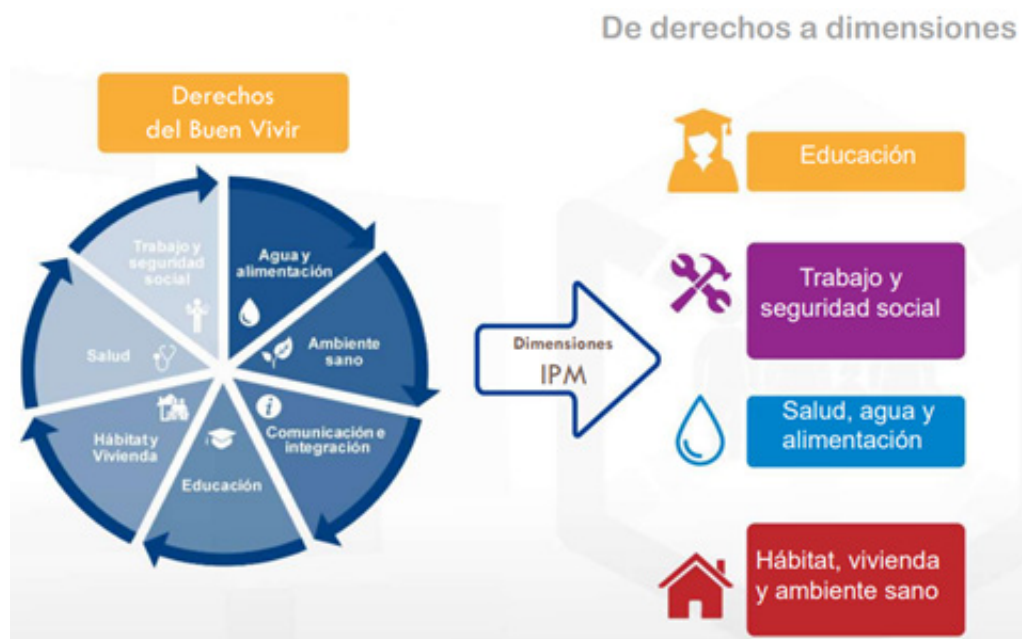 De derechos a dimensiones
Derechos
del Buen Vivir
Trabajo y
seguridad
social
Agua y
alimentación
Salud
Ambiente
sano
Hábitat y
Vivienda
Comunicación e
integración
Educación
Dimensiones
IPM
Educación
Trabajo y
seguridad social
Salud, agua y
alimentación
Hábitat, vivienda
y ambiente sano